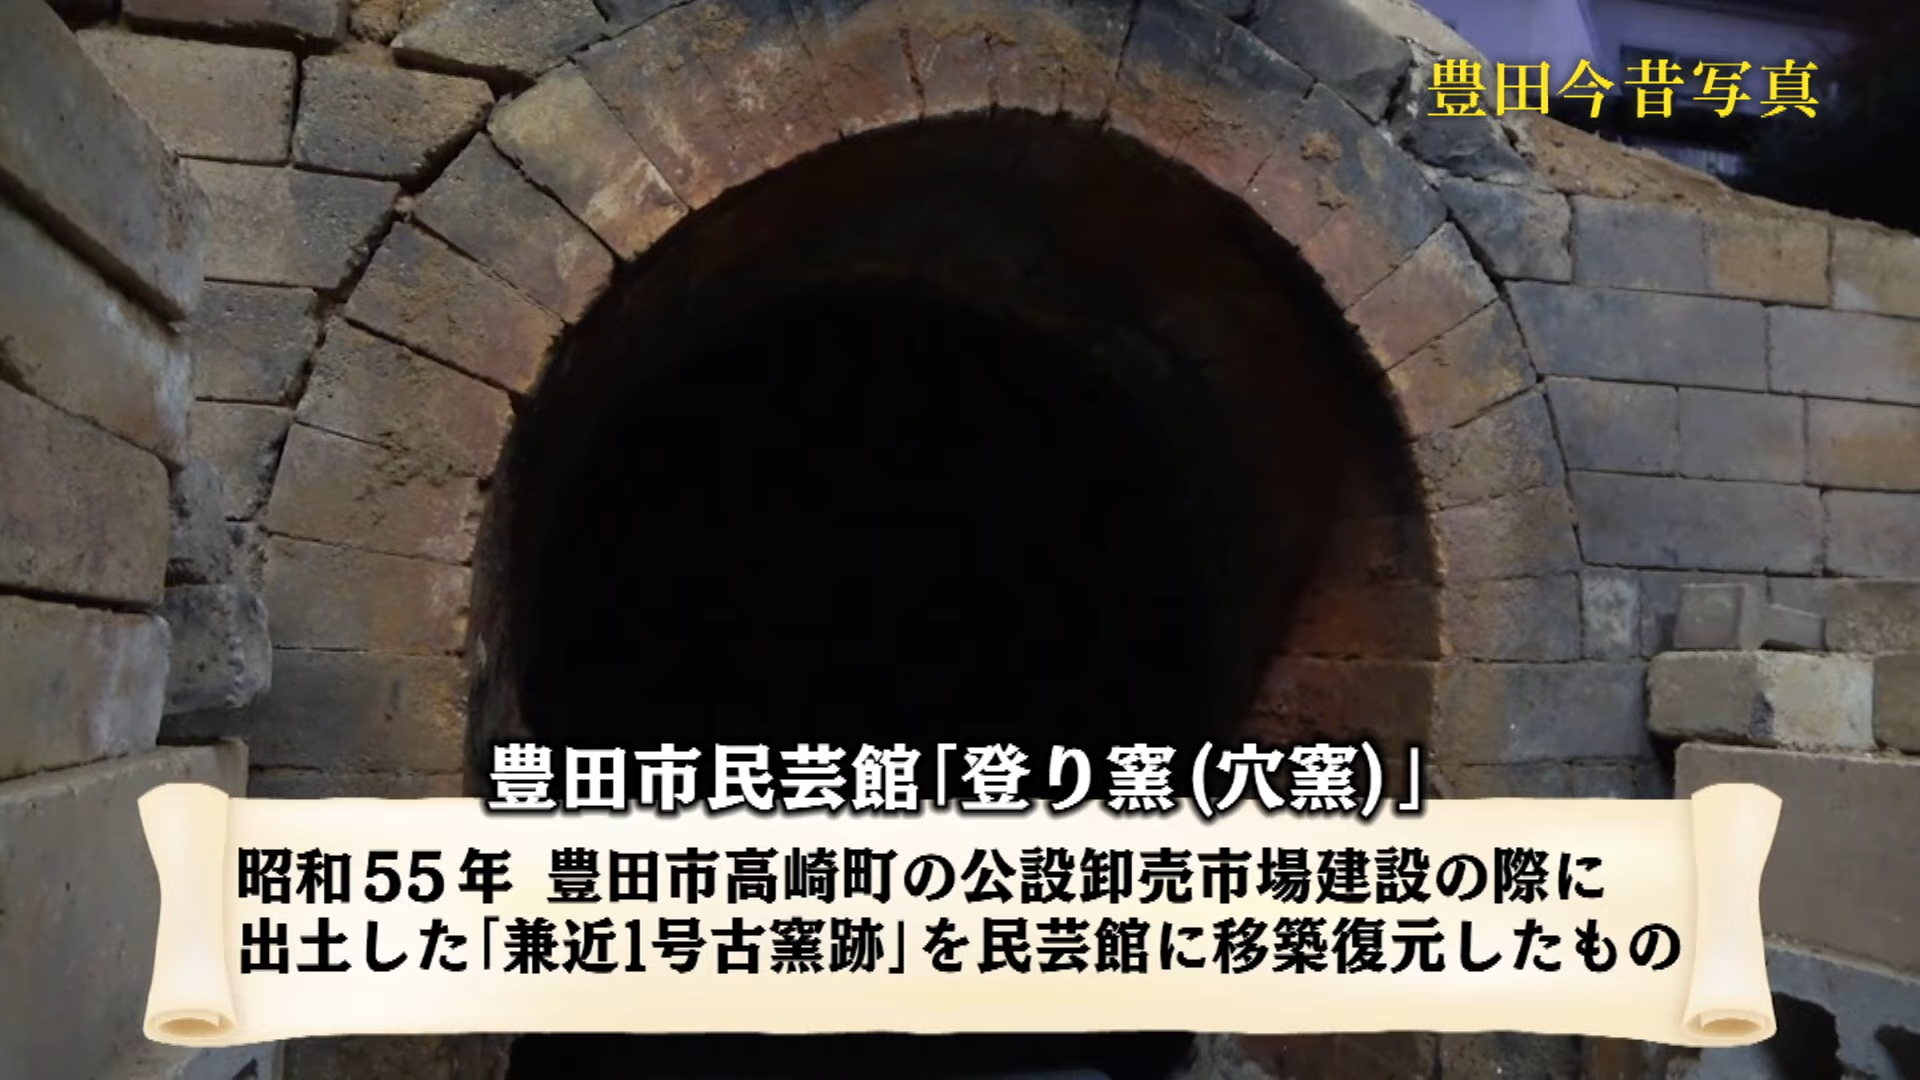 豊田今昔写真
豊田市民芸館「登り窯(穴窯)」
昭和55年 豊田市高崎町の公設卸売市場建設の際に
出土した「兼近1号古窯跡」を民芸館に移築復元したもの